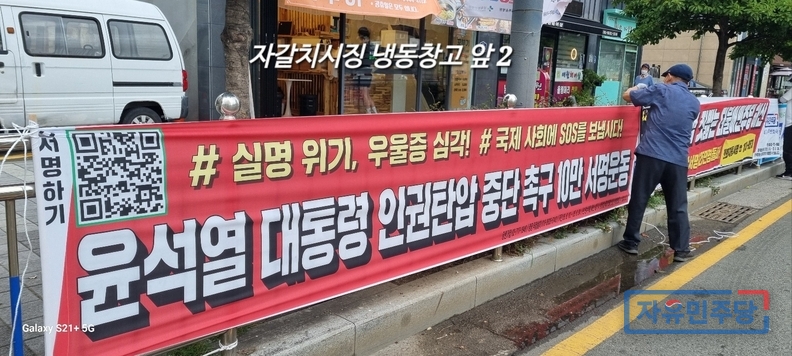 자갈치시장 냉동창고 앞 2
서명하기
# 실명 위기, 우울증 심각! # 국제 사회에 SOS를 보냅시다!
윤석열 대통령 인권탄압 중단 촉구 10만 서명운동
Galaxy S21+ 5G
자유민주당